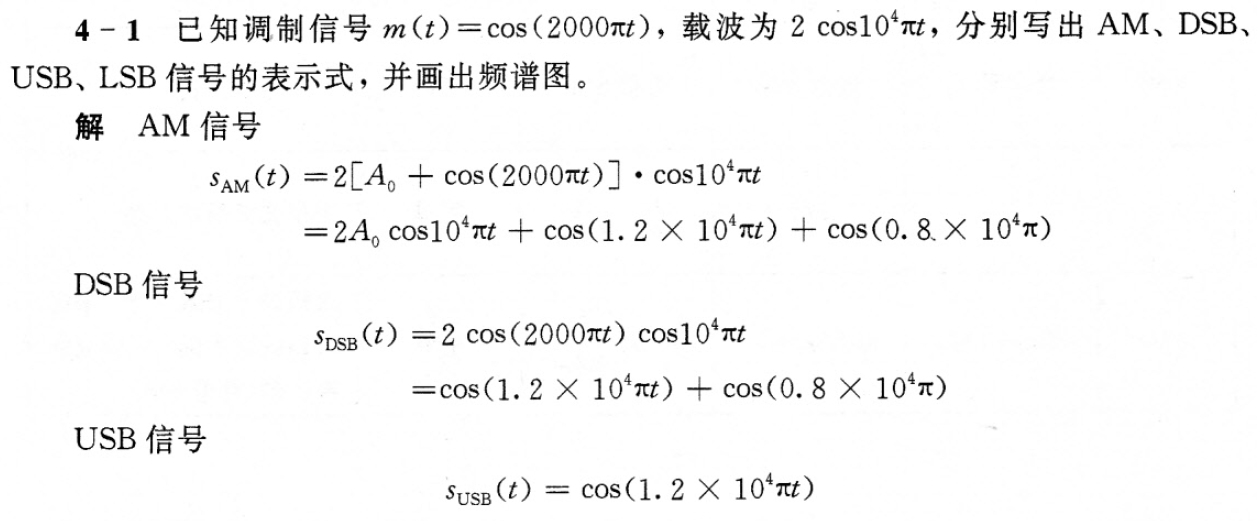 4-1 已知调制信号 m(t)=cos(2000πt)，载波为 2 cos10⁴πt，分别写出 AM、DSB、
USB、LSB 信号的表示式，并画出频谱图。
解 AM 信号
s_AM(t) =2[A₀ + cos(2000πt)]·cos10⁴πt
=2A₀ cos10⁴πt + cos(1.2 × 10⁴πt) + cos(0.8 × 10⁴π)
DSB 信号
s_DSB(t) =2 cos(2000πt) cos10⁴πt
=cos(1.2 × 10⁴πt) + cos(0.8 × 10⁴π)
USB 信号
s_USB(t) = cos(1.2 × 10⁴πt)